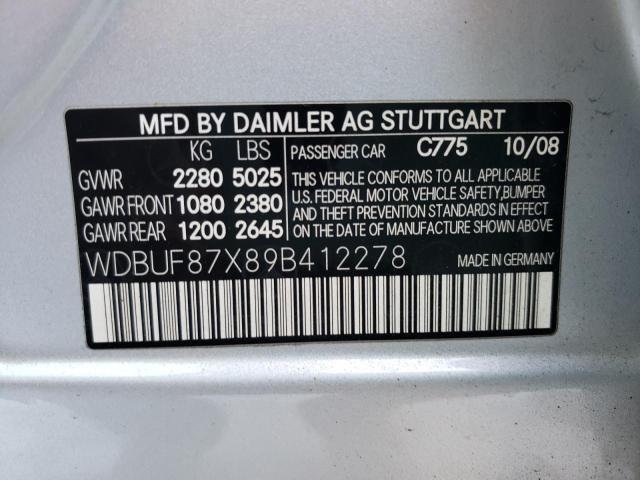 MFD BY DAIMLER AG STUTTGART
KG LBS
GVWR 2280 5025
GAWR FRONT 1080 2380
GAWR REAR 1200 2645
PASSENGER CAR C775 10/08
THIS VEHICLE CONFORMS TO ALL APPLICABLE
U.S. FEDERAL MOTOR VEHICLE SAFETY,BUMPER
AND THEFT PREVENTION STANDARDS IN EFFECT
ON THE DATE OF MANUFACTURE SHOWN ABOVE.
WDBUF87X89B412278 MADE IN GERMANY